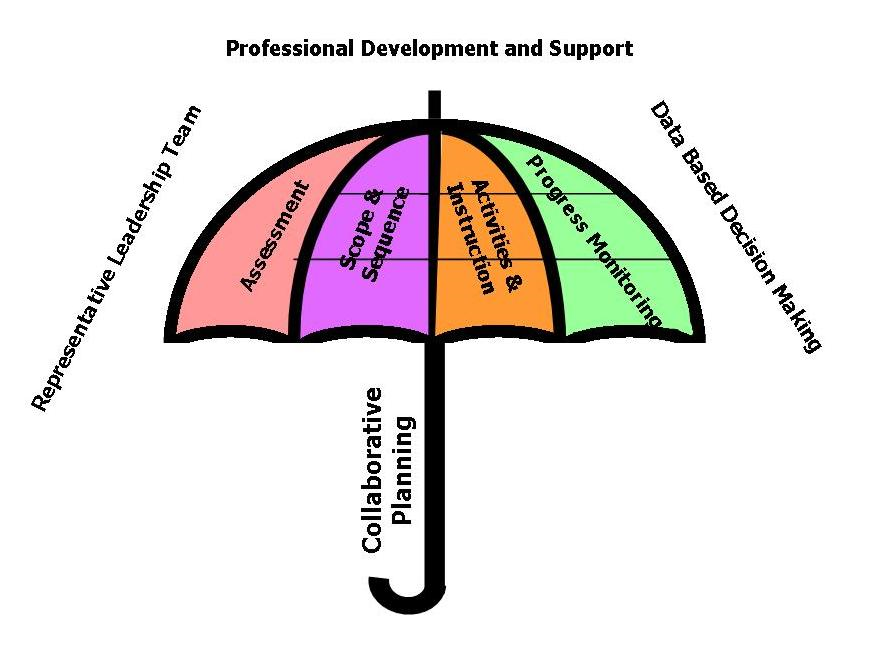 Professional Development and Support
Representative Leadership Team
Data Based Decision Making
Assessment
Scope &
Sequence
Activities &
Instruction
Progress Monitoring
Collaborative
Planning